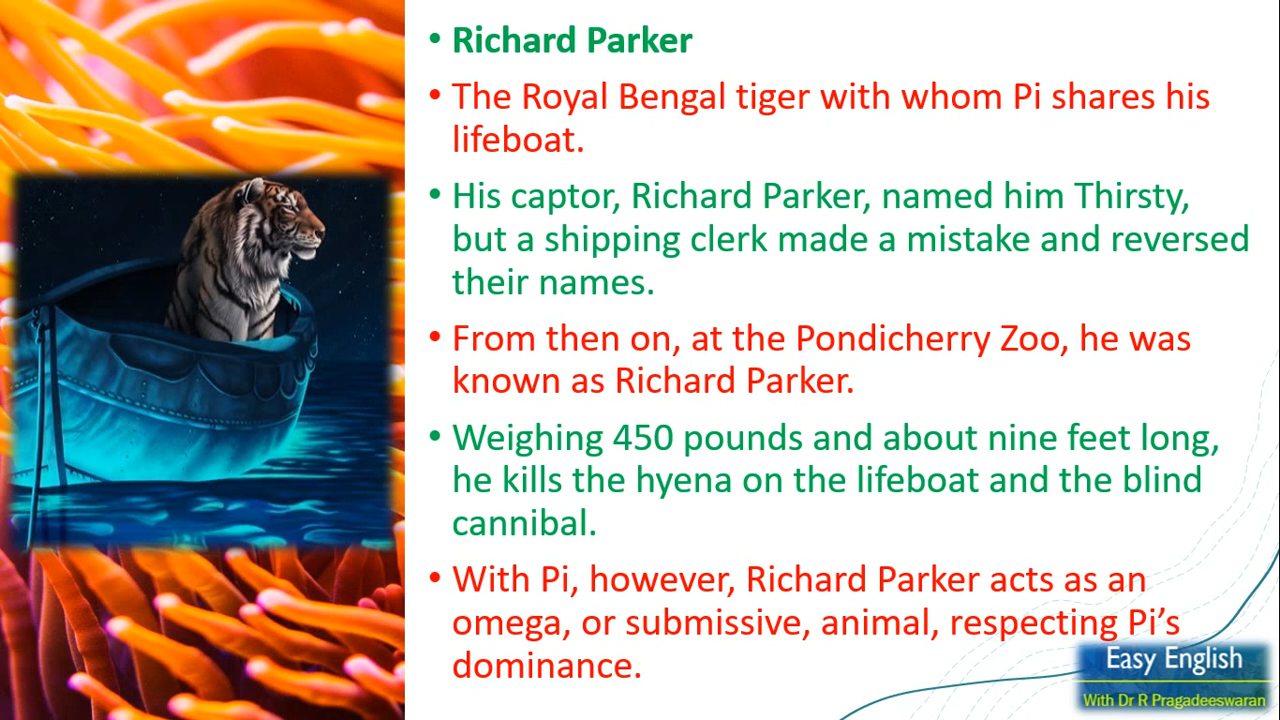 • Richard Parker
• The Royal Bengal tiger with whom Pi shares his
lifeboat.
• His captor, Richard Parker, named him Thirsty,
but a shipping clerk made a mistake and reversed
their names.
• From then on, at the Pondicherry Zoo, he was
known as Richard Parker.
• Weighing 450 pounds and about nine feet long,
he kills the hyena on the lifeboat and the blind
cannibal.
• With Pi, however, Richard Parker acts as an
omega, or submissive, animal, respecting Pi’s
dominance.
Easy English
With Dr R Pragadeeswaran